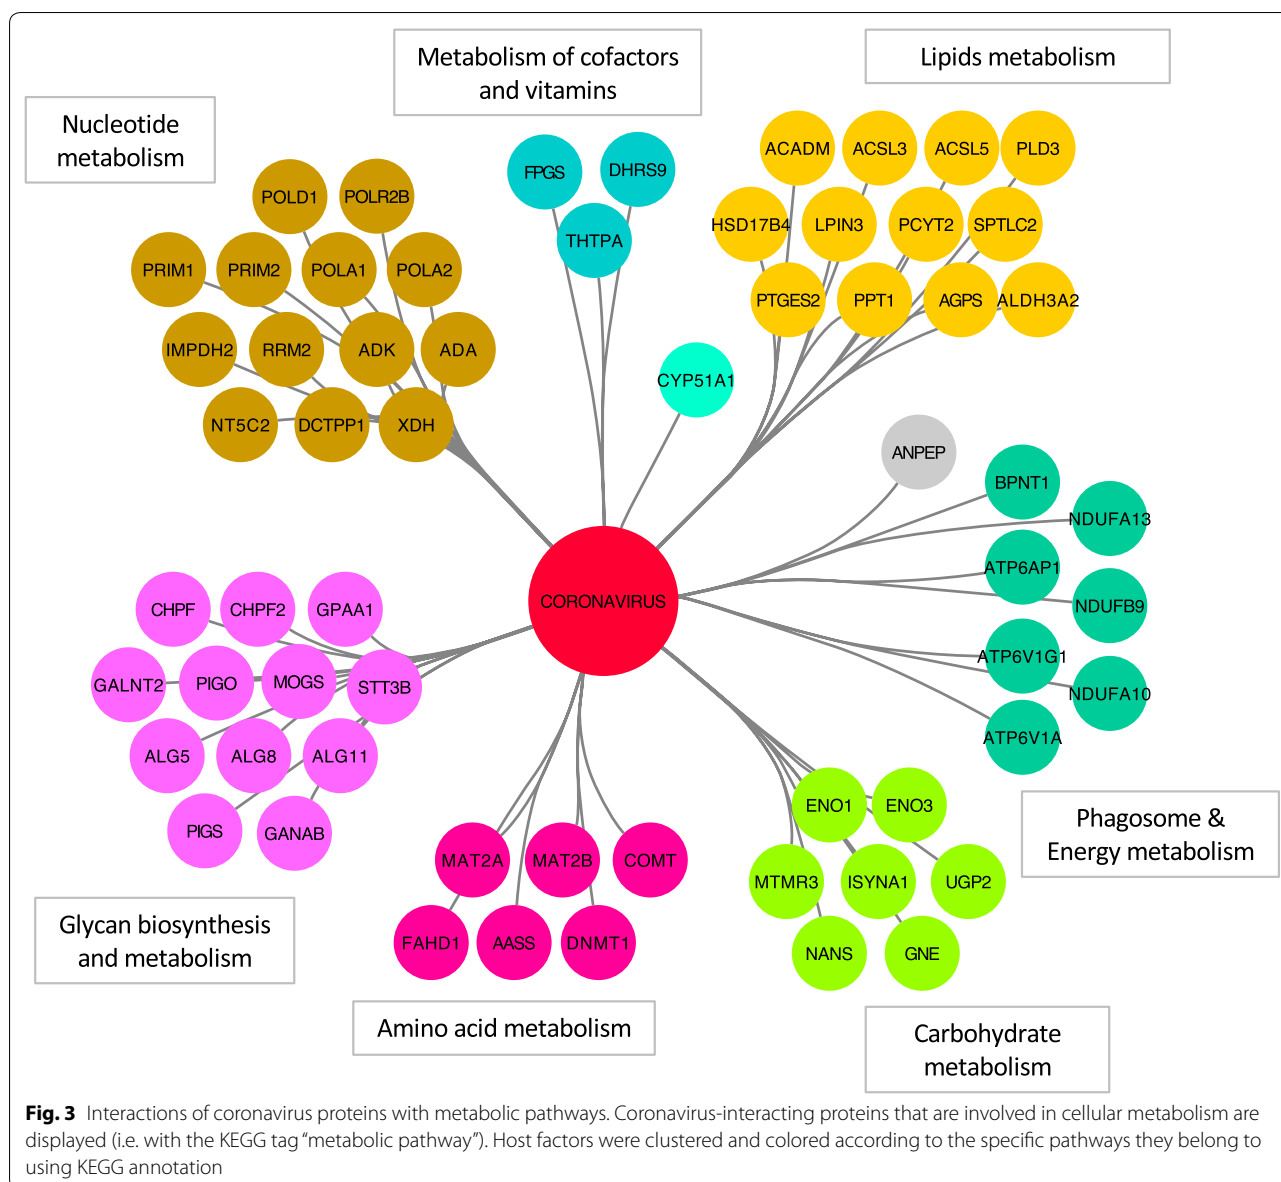 Metabolism of cofactors
and vitamins
Lipids metabolism
Nucleotide
metabolism
POLD1
POLR2B
PRIM1
PRIM2
POLA1
POLA2
IMPDH2
RRM2
ADK
ADA
NT5C2
DCTPP1
XDH
FPGS
DHRS9
THTPA
CYP51A1
ACADM
ACSL3
ACSL5
PLD3
HSD17B4
LPIN3
PCYT2
SPTLC2
PTGES2
PPT1
AGPS
ALDH3A2
ANPEP
BPNT1
NDUFA13
ATP6AP1
NDUFB9
ATP6V1G1
NDUFA10
ATP6V1A
CORONAVIRUS
CHPF
CHPF2
GPAA1
GALNT2
PIGO
MOGS
STT3B
ALG5
ALG8
ALG11
PIGS
GANAB
MAT2A
MAT2B
COMT
FAHD1
AASS
DNMT1
ENO1
ENO3
MTMR3
ISYNA1
UGP2
NANS
GNE
Phagosome &
Energy metabolism
Glycan biosynthesis
and metabolism
Amino acid metabolism
Carbohydrate
metabolism
Fig. 3 Interactions of coronavirus proteins with metabolic pathways. Coronavirus-interacting proteins that are involved in cellular metabolism are
displayed (i.e. with the KEGG tag “metabolic pathway”). Host factors were clustered and colored according to the specific pathways they belong to
using KEGG annotation